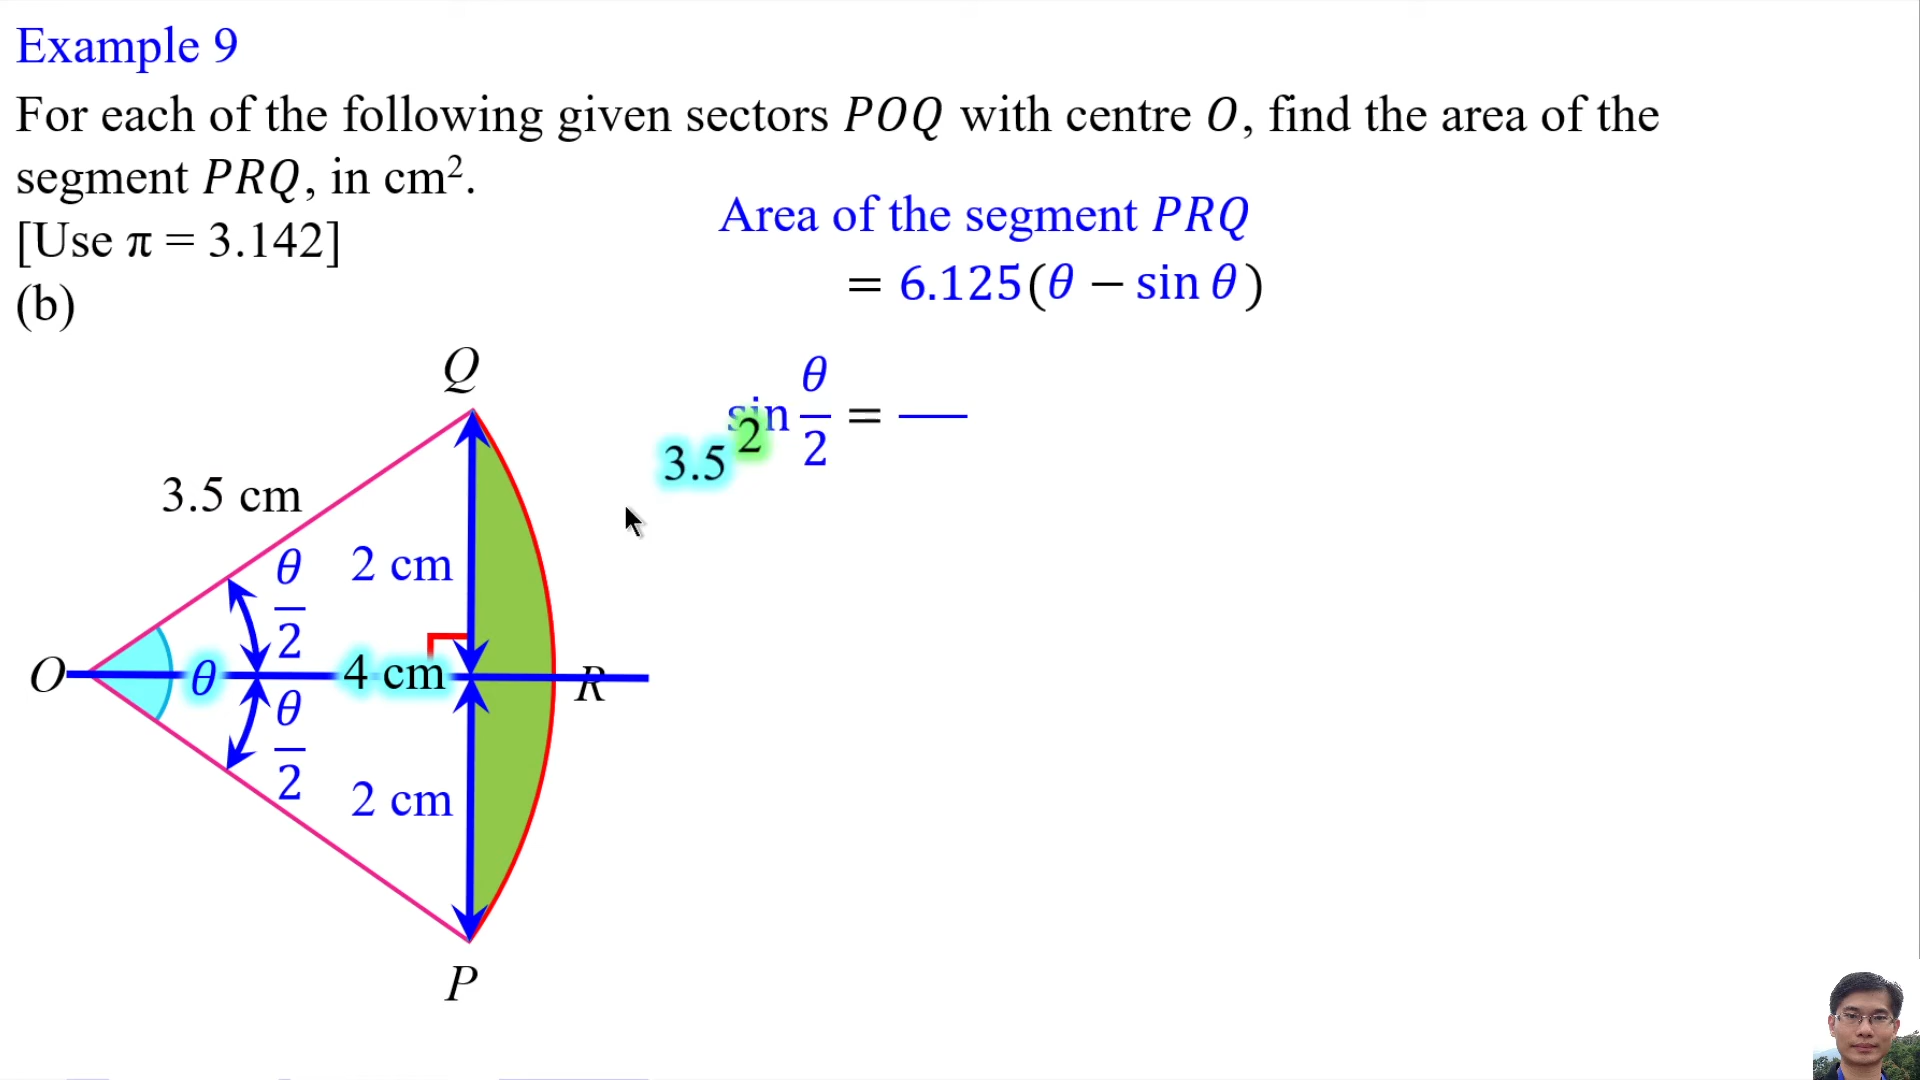 Example 9
For each of the following given sectors POQ with centre O, find the area of the
segment PRQ, in cm².
[Use π = 3.142]
(b)
Area of the segment PRQ
= 6.125(θ − sin θ)
sin θ/2 =
3.5
2
Q
3.5 cm
θ/2
2 cm
O
θ
4 cm
R
θ/2
2 cm
P